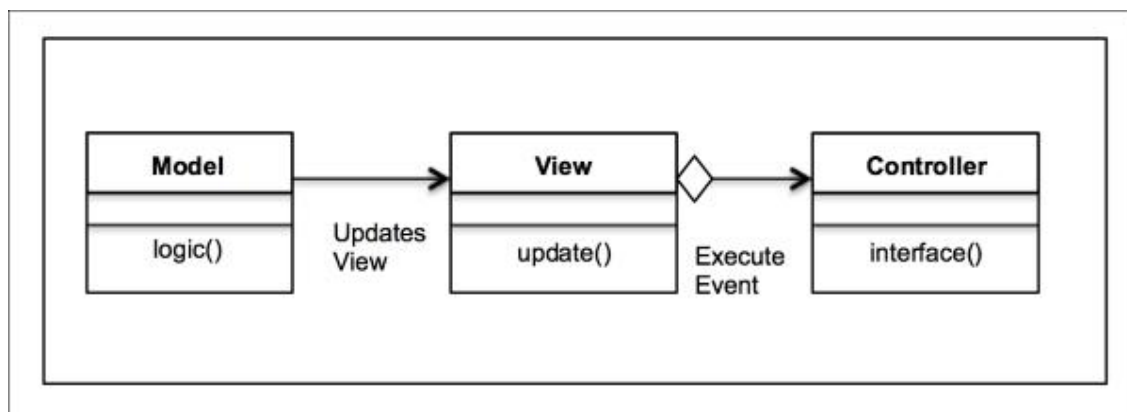 Model
logic()
Updates
View
View
update()
Execute
Event
Controller
interface()